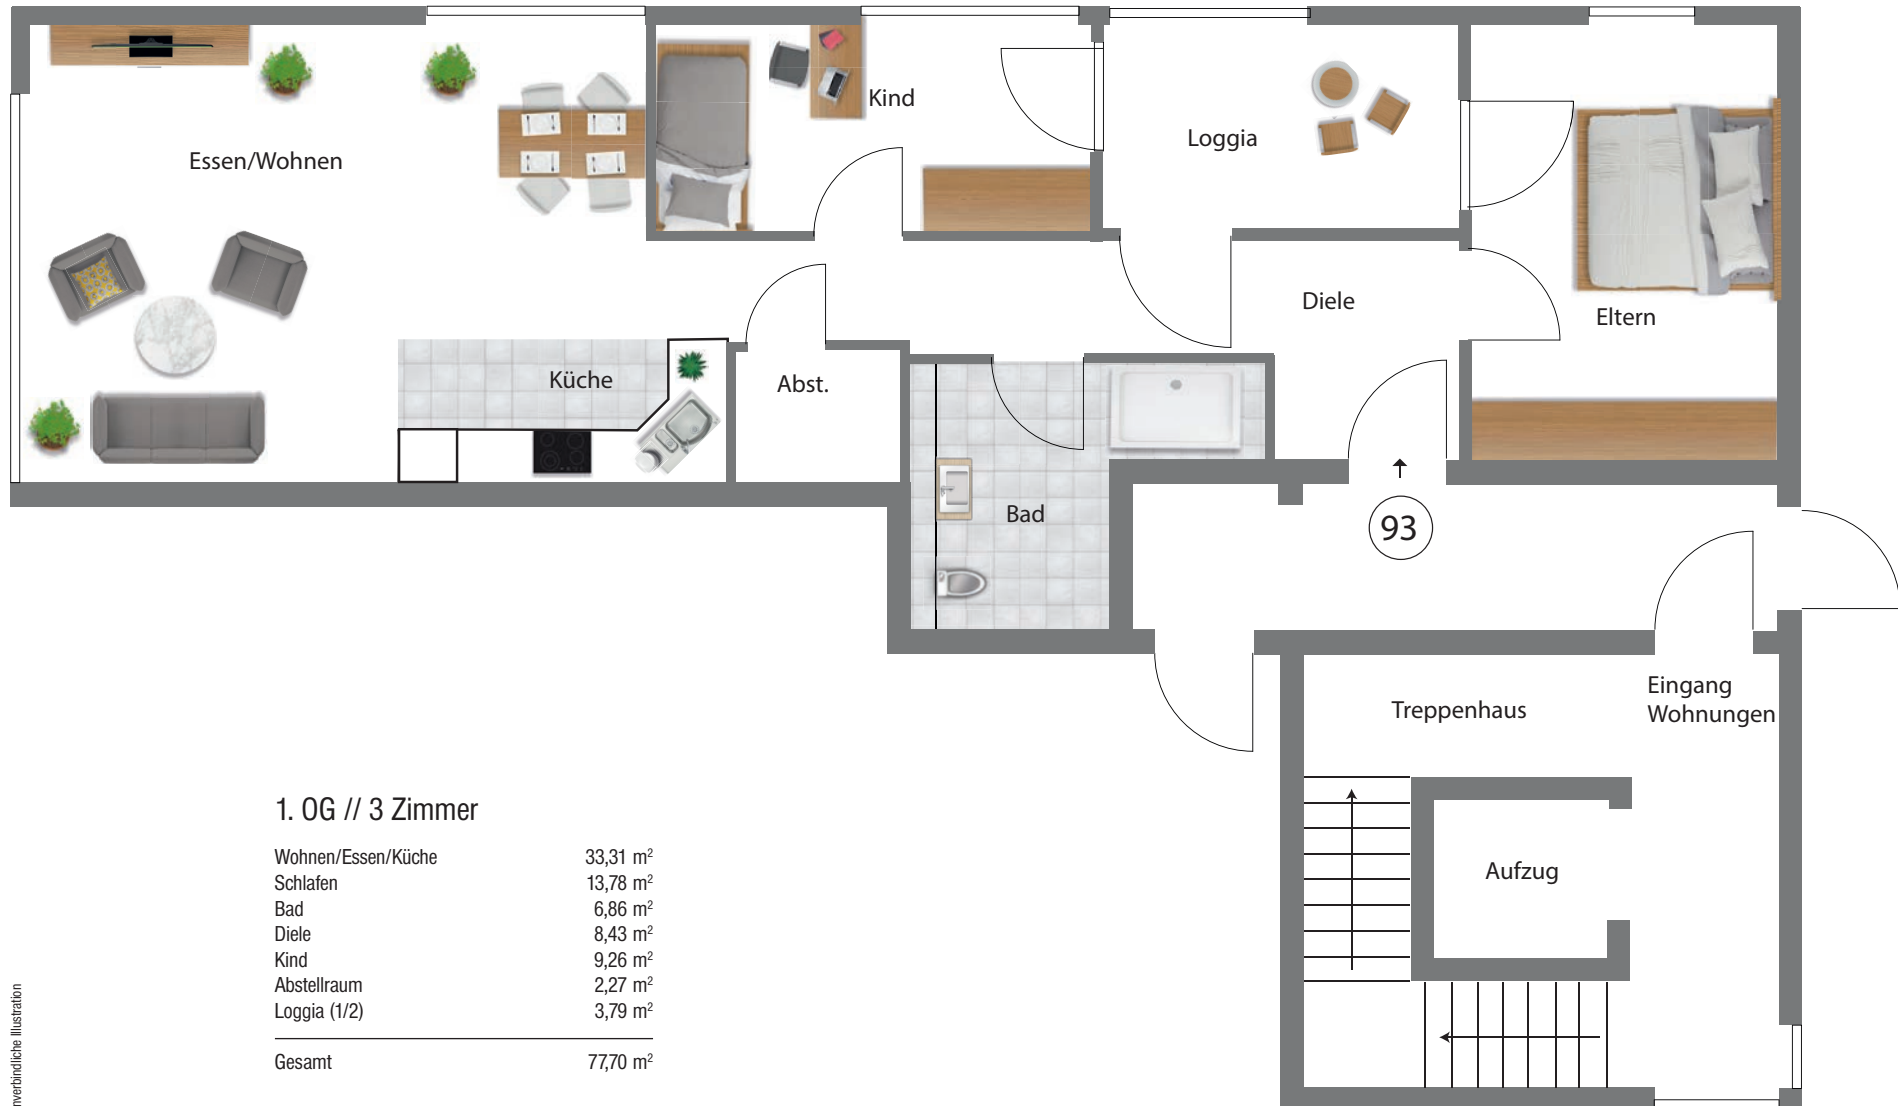 Kind
Loggia
Essen/Wohnen
Diele
Eltern
Küche
Abst.
Bad
93
Eingang
Wohnungen
Treppenhaus
Aufzug
1. OG // 3 Zimmer
Wohnen/Essen/Küche 33,31 m²
Schlafen 13,78 m²
Bad 6,86 m²
Diele 8,43 m²
Kind 9,26 m²
Abstellraum 2,27 m²
Loggia (1/2) 3,79 m²
Gesamt 77,70 m²
Illustration